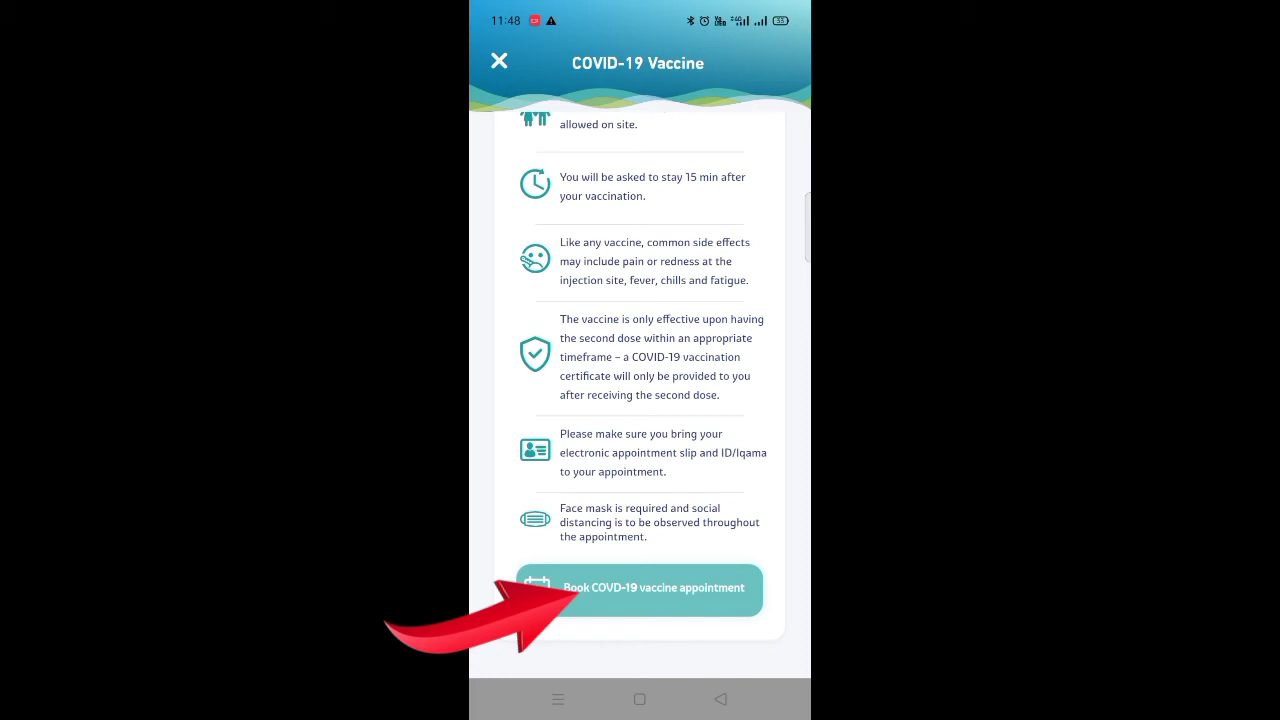 11:48
COVID-19 Vaccine
allowed on site.
You will be asked to stay 15 min after
your vaccination.
Like any vaccine, common side effects
may include pain or redness at the
injection site, fever, chills and fatigue.
The vaccine is only effective upon having
the second dose within an appropriate
timeframe – a COVID-19 vaccination
certificate will only be provided to you
after receiving the second dose.
Please make sure you bring your
electronic appointment slip and ID/Iqama
to your appointment.
Face mask is required and social
distancing is to be observed throughout
the appointment.
Book COVD-19 vaccine appointment